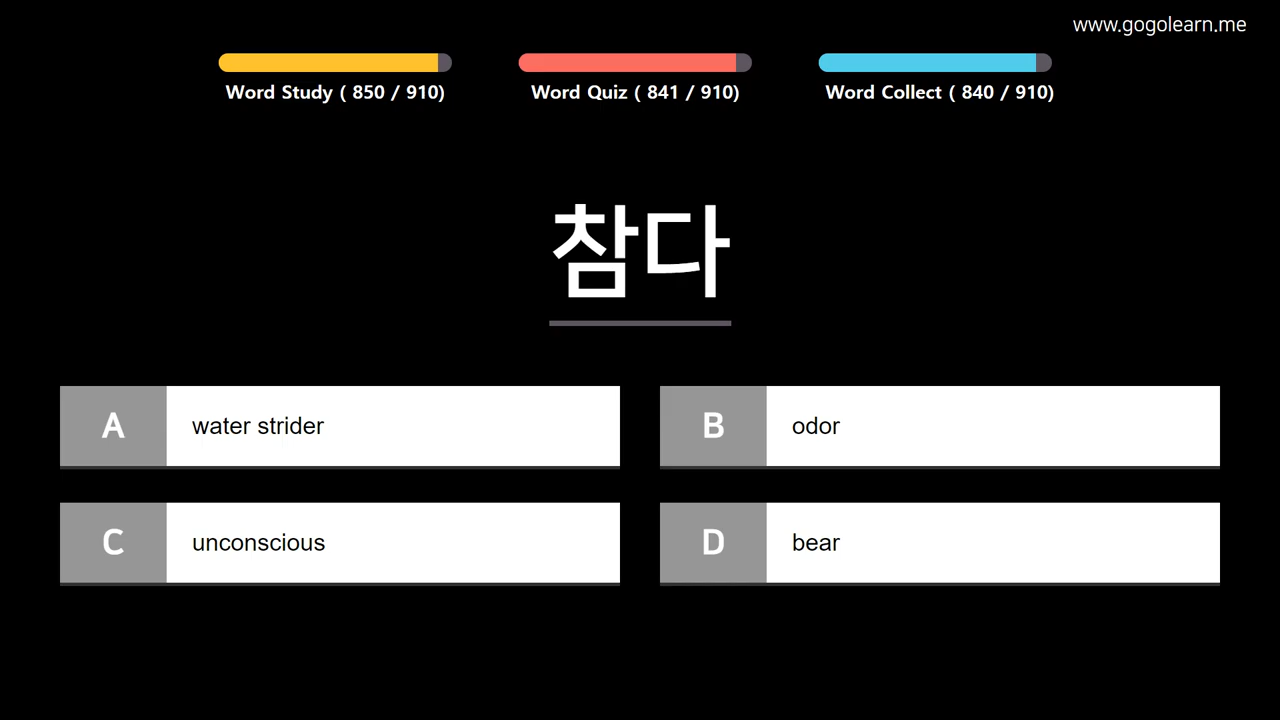 www.gogolearn.me
Word Study ( 850 / 910)
Word Quiz ( 841 / 910)
Word Collect ( 840 / 910)
참다
A water strider
B odor
C unconscious
D bear